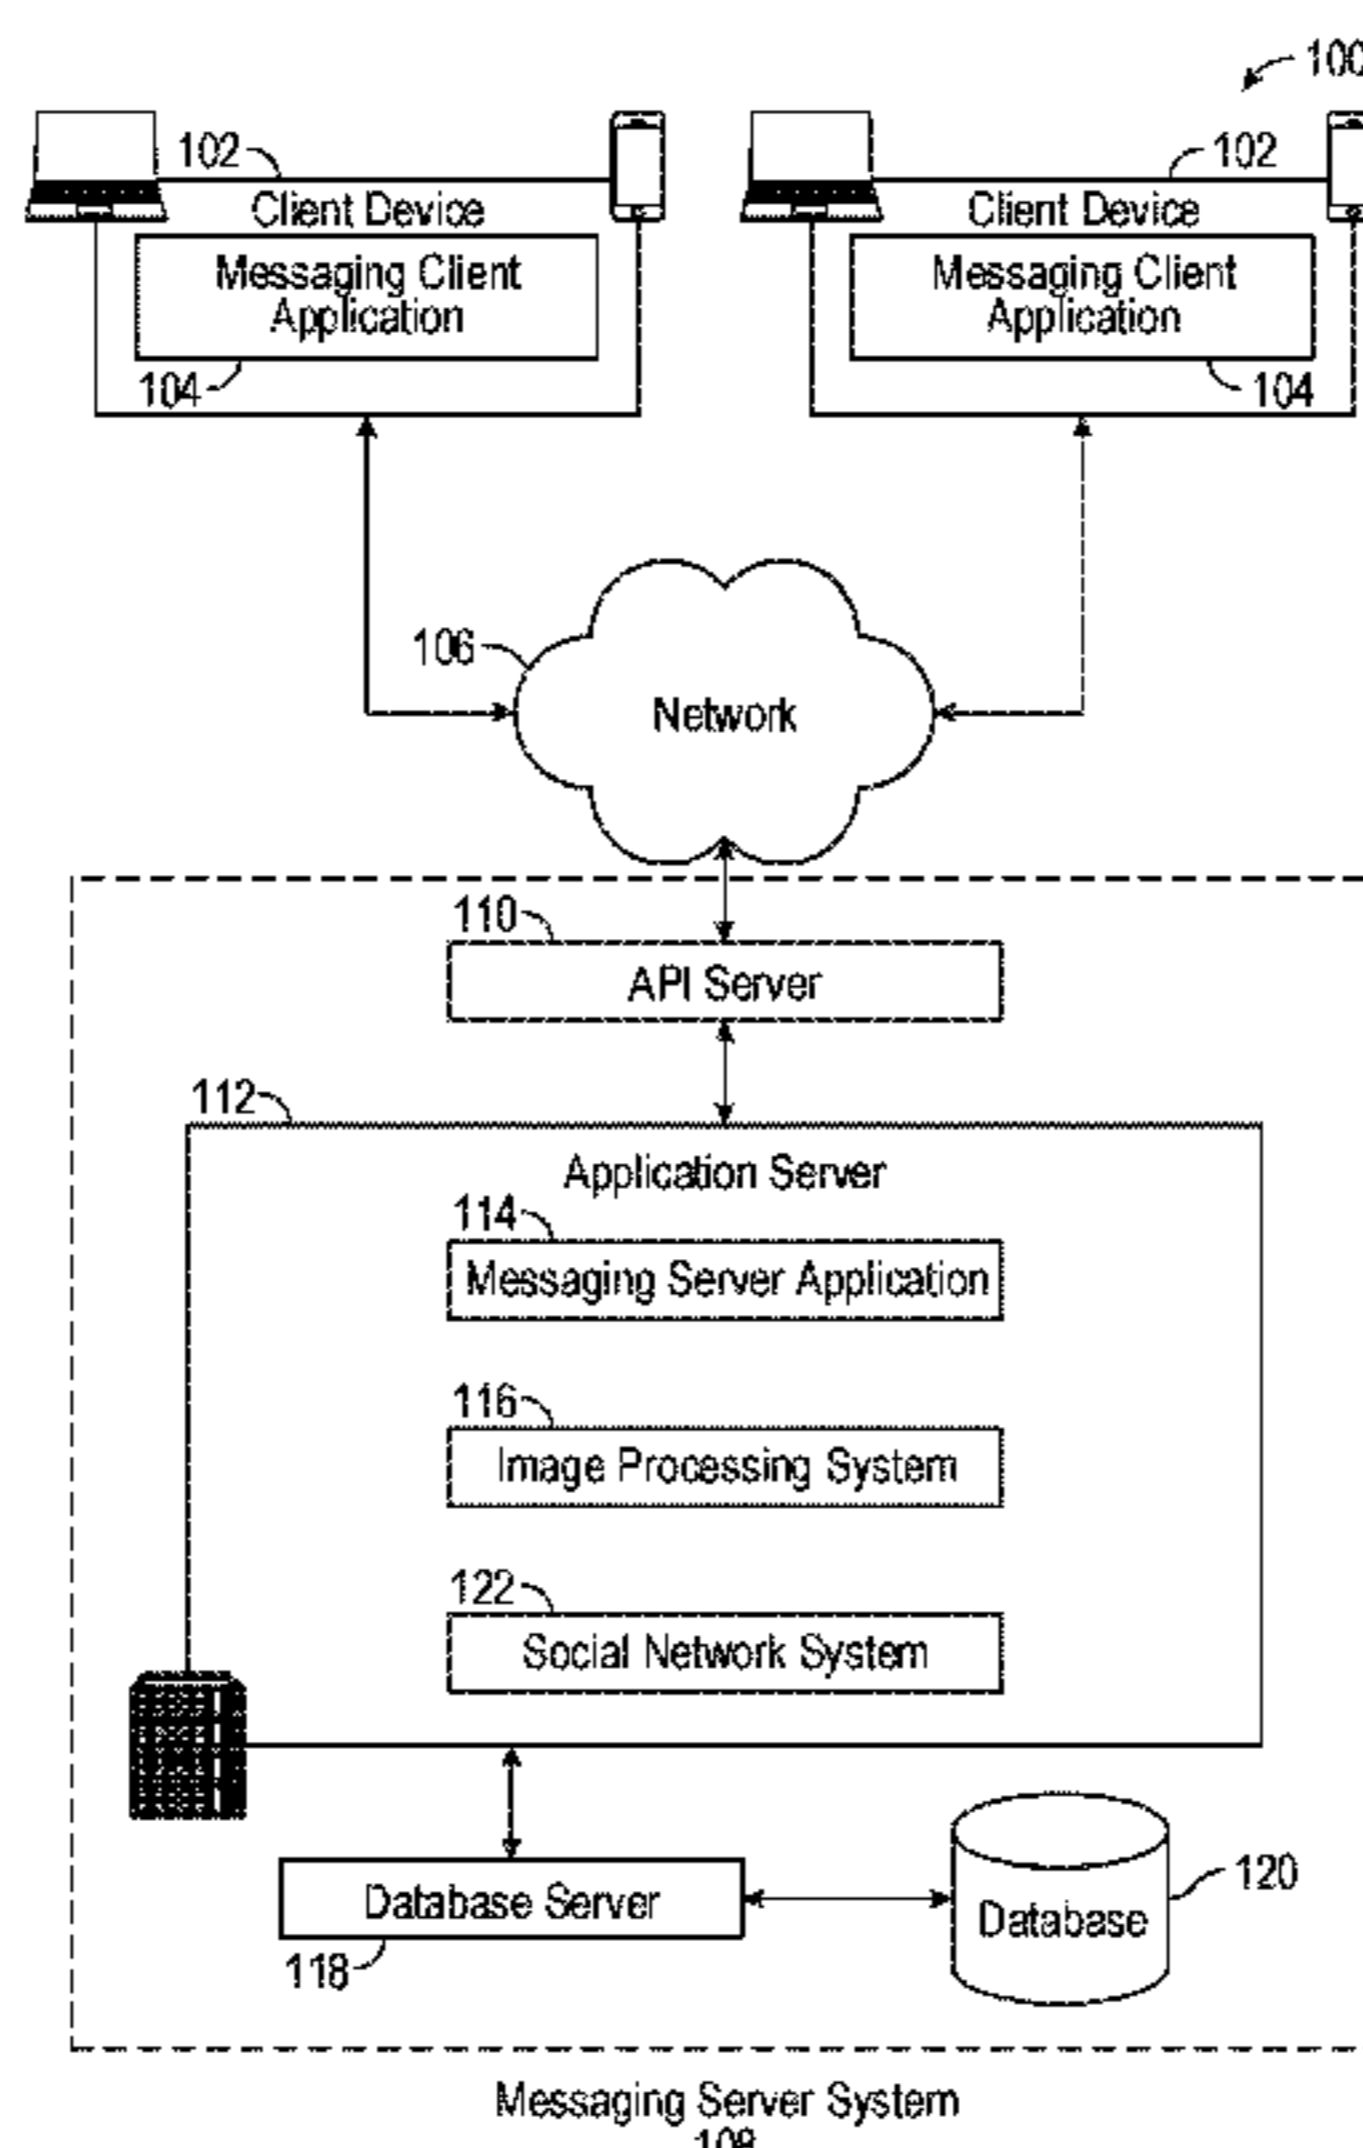 100
102
102
Client Device
Client Device
Messaging Client
Application
Messaging Client
Application
104
104
106
Network
110
API Server
112
Application Server
114
Messaging Server Application
116
Image Processing System
122
Social Network System
Database Server
118
Database
120
Messaging Server System
108